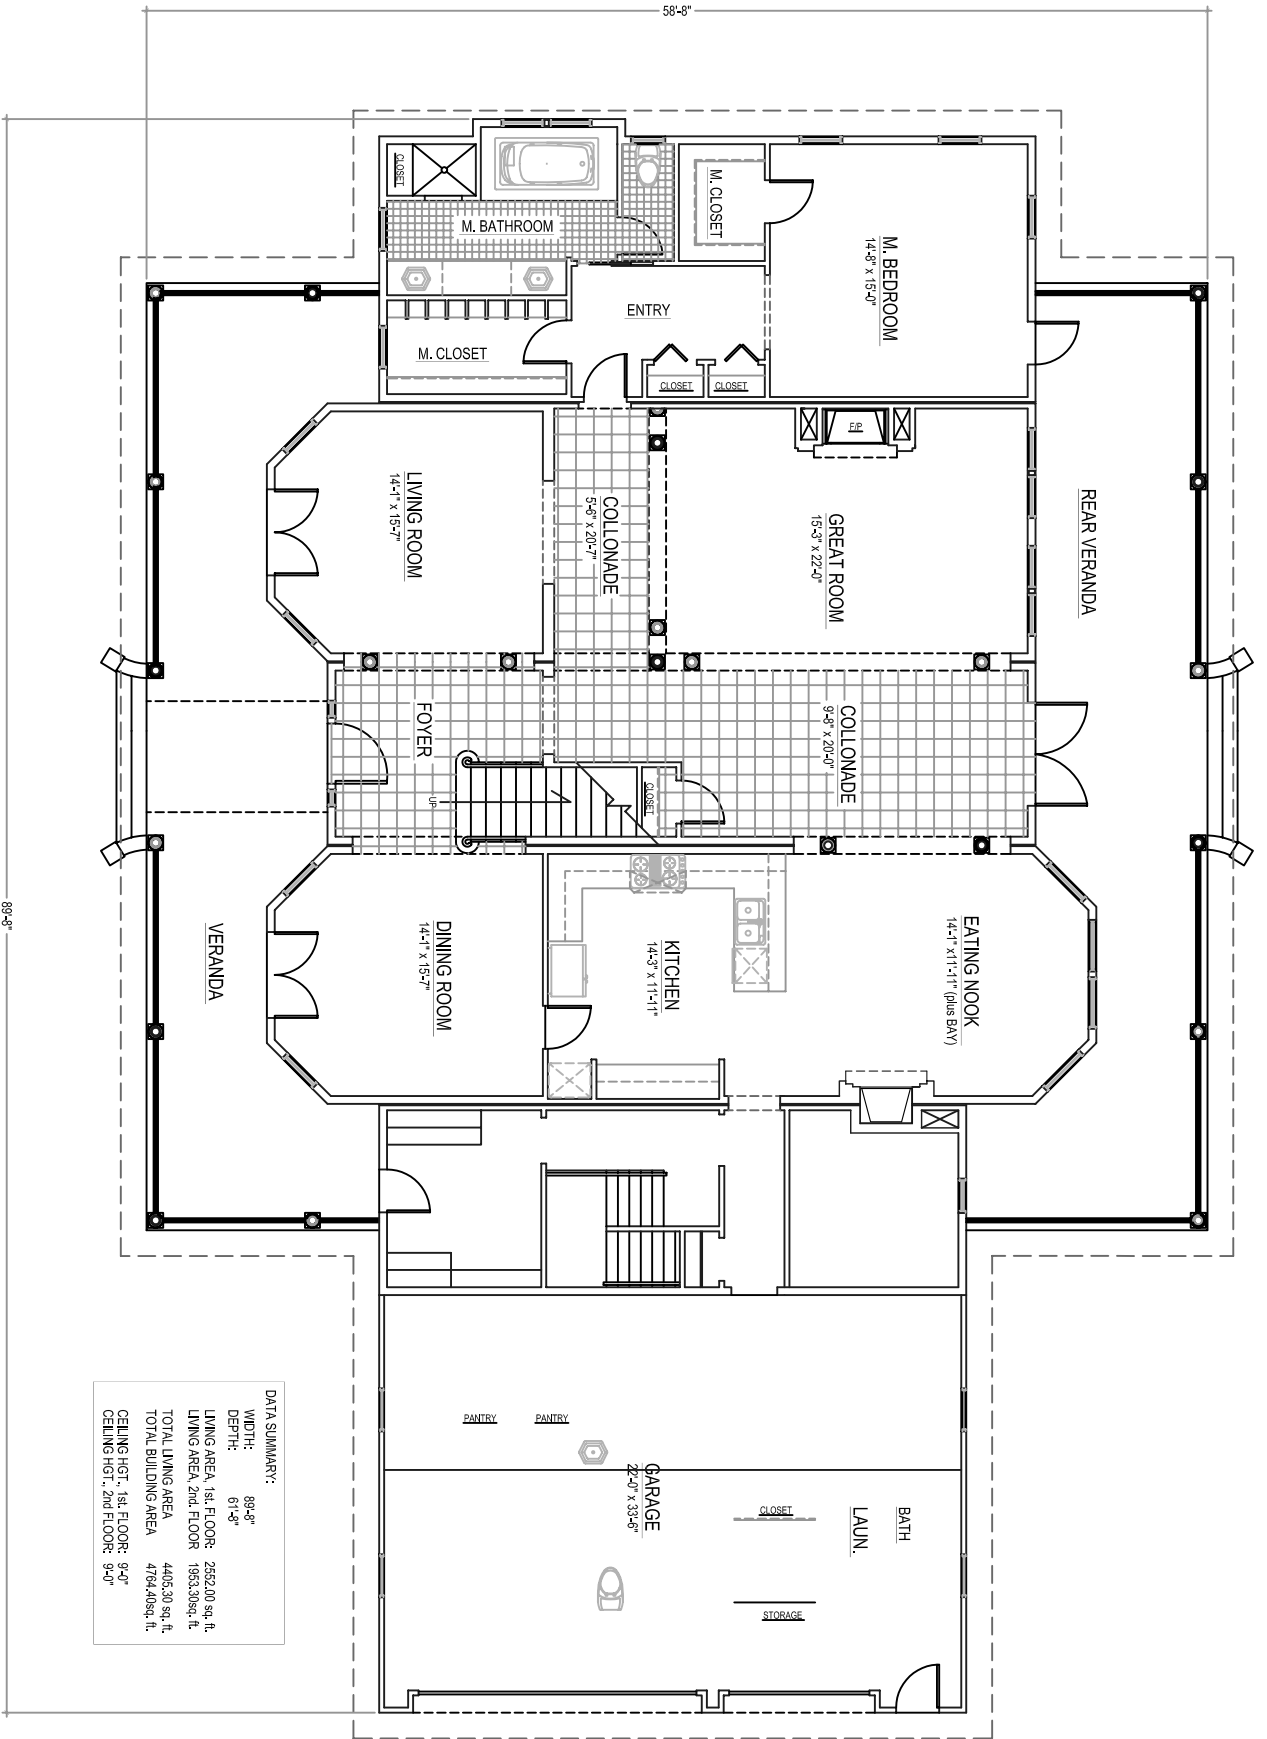 58'-8"
CLOSET
M. BATHROOM
M. CLOSET
M. BEDROOM
14'-8" x 15'-0"
ENTRY
M. CLOSET
CLOSET
CLOSET
F/P
LIVING ROOM
14'-1" x 15'-7"
COLLONADE
5'-6" x 20'-7"
GREAT ROOM
15'-3" x 22'-0"
REAR VERANDA
FOYER
UP
CLOSET
COLLONADE
9'-8" x 20'-0"
89'-8"
VERANDA
DINING ROOM
14'-1" x 15'-7"
KITCHEN
14'-3" x 11'-11"
EATING NOOK
14'-1" x11'-11" (plus BAY)
PANTRY
PANTRY
GARAGE
22'-0" x 33'-6"
CLOSET
LAUN.
BATH
STORAGE
DATA SUMMARY:
WIDTH: 89'-8"
DEPTH: 61'-8"
LIVING AREA, 1st. FLOOR: 2552.00 sq. ft.
LIVING AREA, 2nd. FLOOR 1953.30sq. ft.
TOTAL LIVING AREA 4405.30 sq. ft.
TOTAL BUILDING AREA 4764.40sq. ft.
CEILING HGT., 1st. FLOOR: 9'-0"
CEILING HGT., 2nd FLOOR: 9'-0"